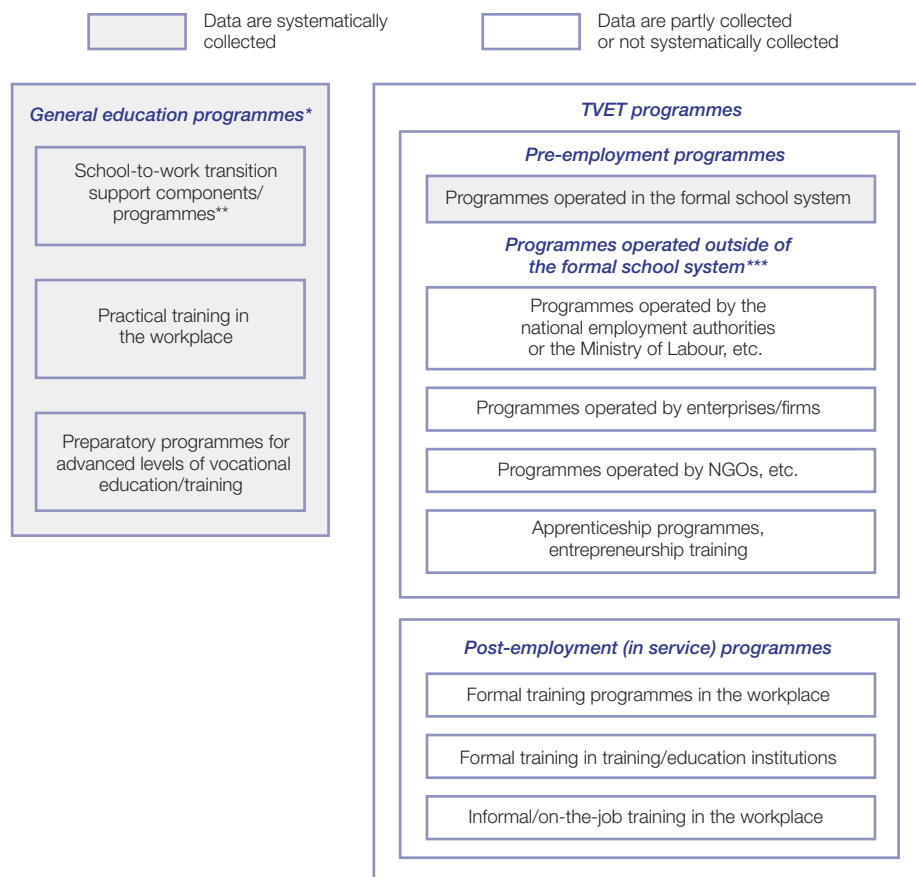 Data are systematically
collected
Data are partly collected
or not systematically collected
General education programmes*
School-to-work transition
support components/
programmes**
Practical training in
the workplace
Preparatory programmes for
advanced levels of vocational
education/training
TVET programmes
Pre-employment programmes
Programmes operated in the formal school system
Programmes operated outside of
the formal school system***
Programmes operated by the
national employment authorities
or the Ministry of Labour, etc.
Programmes operated by enterprises/firms
Programmes operated by NGOs, etc.
Apprenticeship programmes,
entrepreneurship training
Post-employment (in service) programmes
Formal training programmes in the workplace
Formal training in training/education institutions
Informal/on-the-job training in the workplace